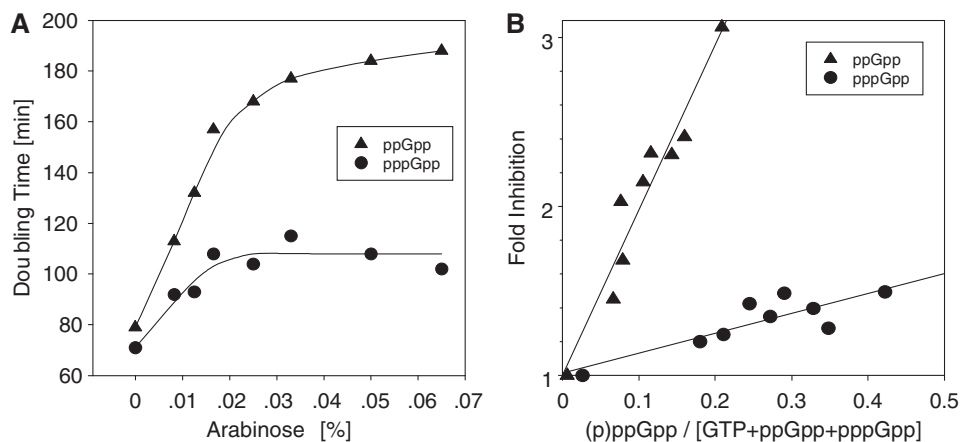 A
Doubling Time [min]
200
180
160
140
120
100
80
60
ppGpp
pppGpp
0 .01 .02 .03 .04 .05 .06 .07
Arabinose [%]
B
Fold Inhibition
3
2
1
ppGpp
pppGpp
0 0.1 0.2 0.3 0.4 0.5
(p)ppGpp / [GTP+ppGpp+pppGpp]